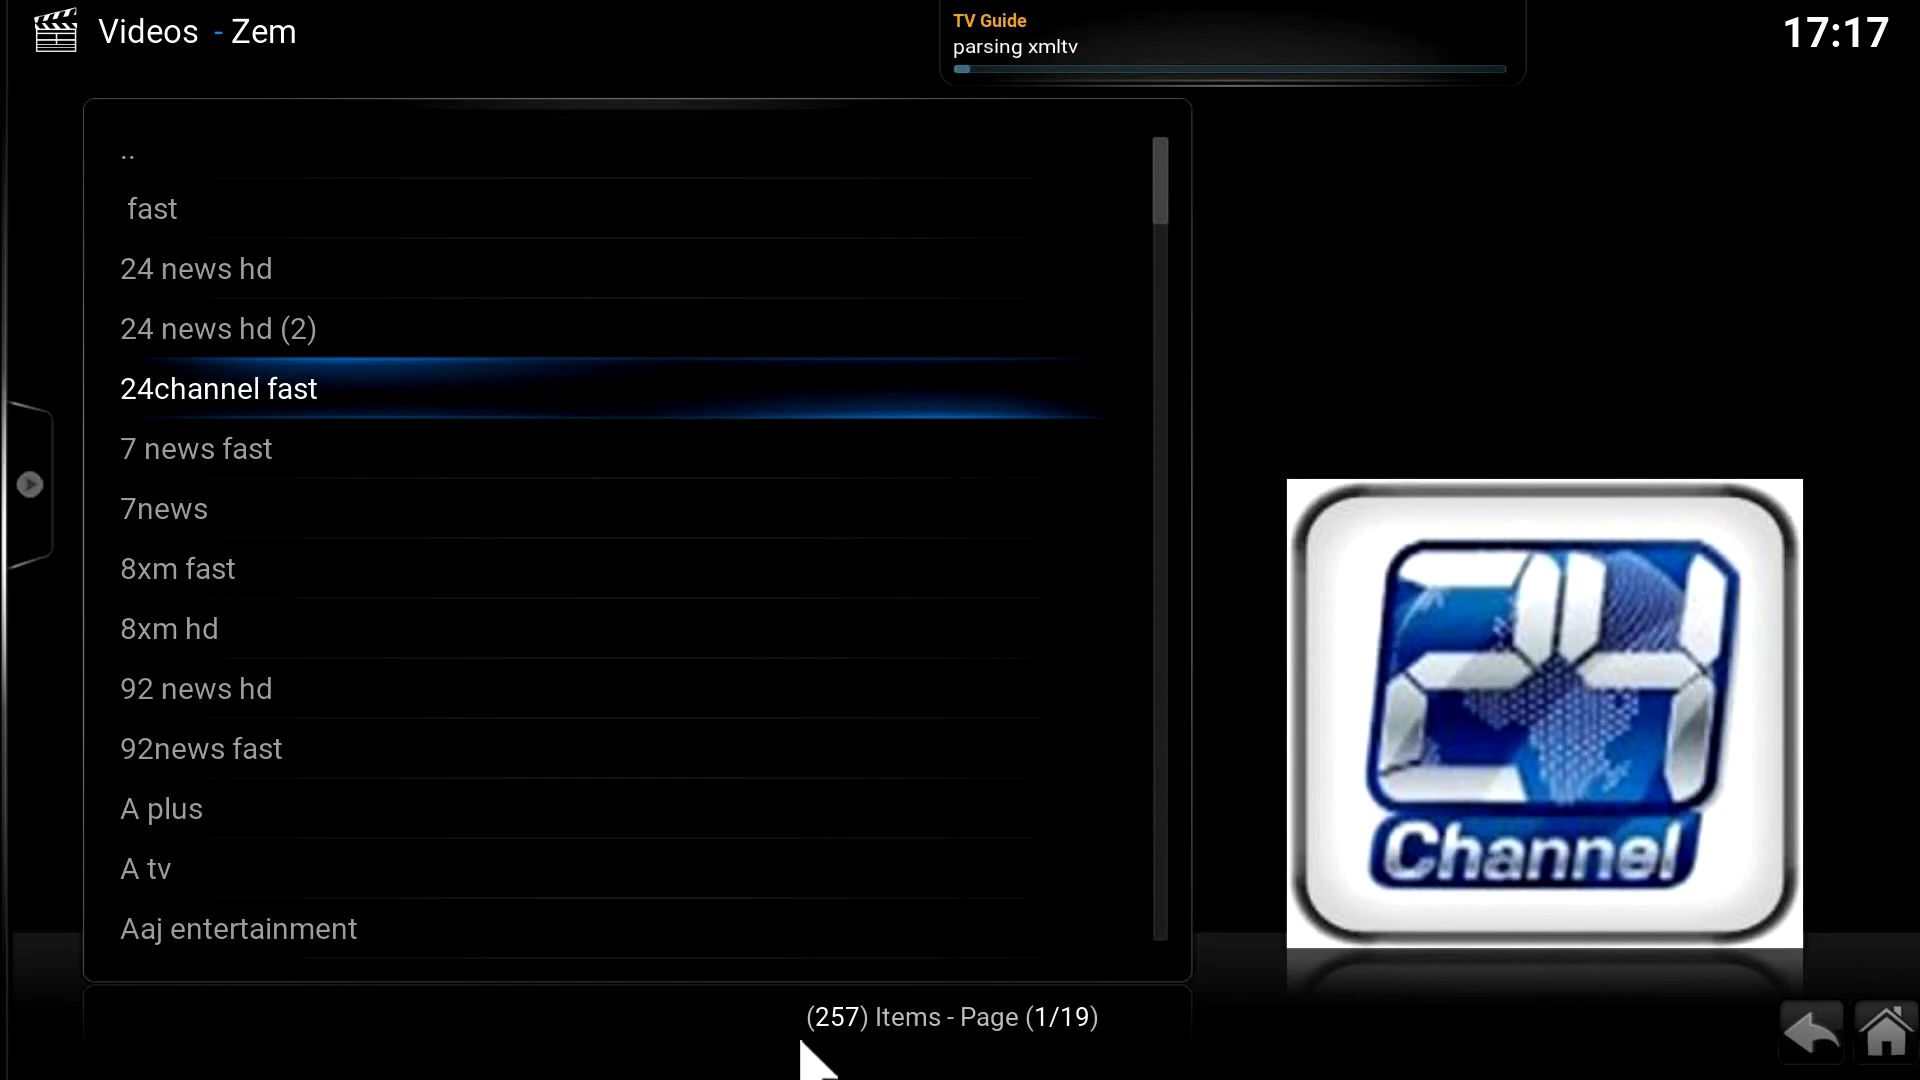 Videos - Zem
TV Guide
parsing xmltv
17:17
..
fast
24 news hd
24 news hd (2)
24channel fast
7 news fast
7news
8xm fast
8xm hd
92 news hd
92news fast
A plus
A tv
Aaj entertainment
24
Channel
(257) Items - Page (1/19)